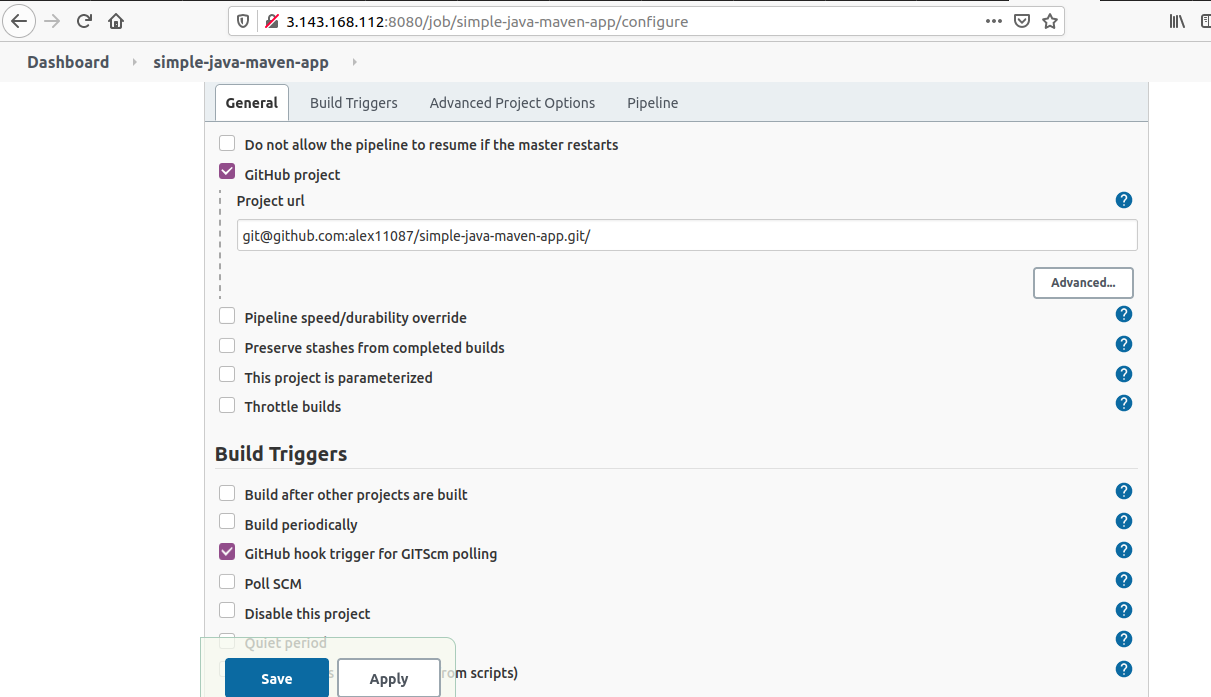 3.143.168.112:8080/job/simple-java-maven-app/configure
Dashboard simple-java-maven-app
General Build Triggers Advanced Project Options Pipeline
Do not allow the pipeline to resume if the master restarts
GitHub project
Project url
git@github.com:alex11087/simple-java-maven-app.git/
Advanced...
Pipeline speed/durability override
Preserve stashes from completed builds
This project is parameterized
Throttle builds
Build Triggers
Build after other projects are built
Build periodically
GitHub hook trigger for GITScm polling
Poll SCM
Disable this project
Quiet period
rom scripts)
Save Apply